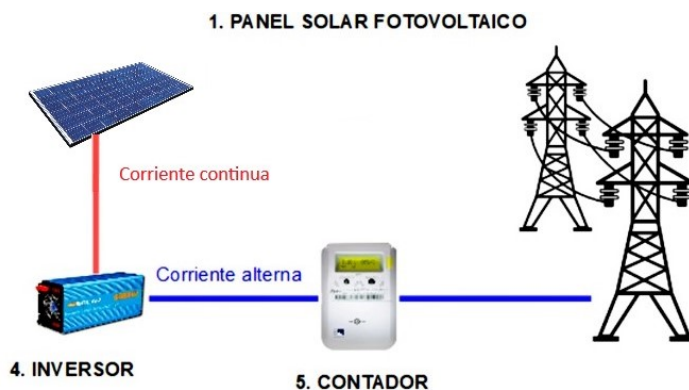 1. PANEL SOLAR FOTOVOLTAICO
Corriente continua
Corriente alterna
4. INVERSOR
5. CONTADOR